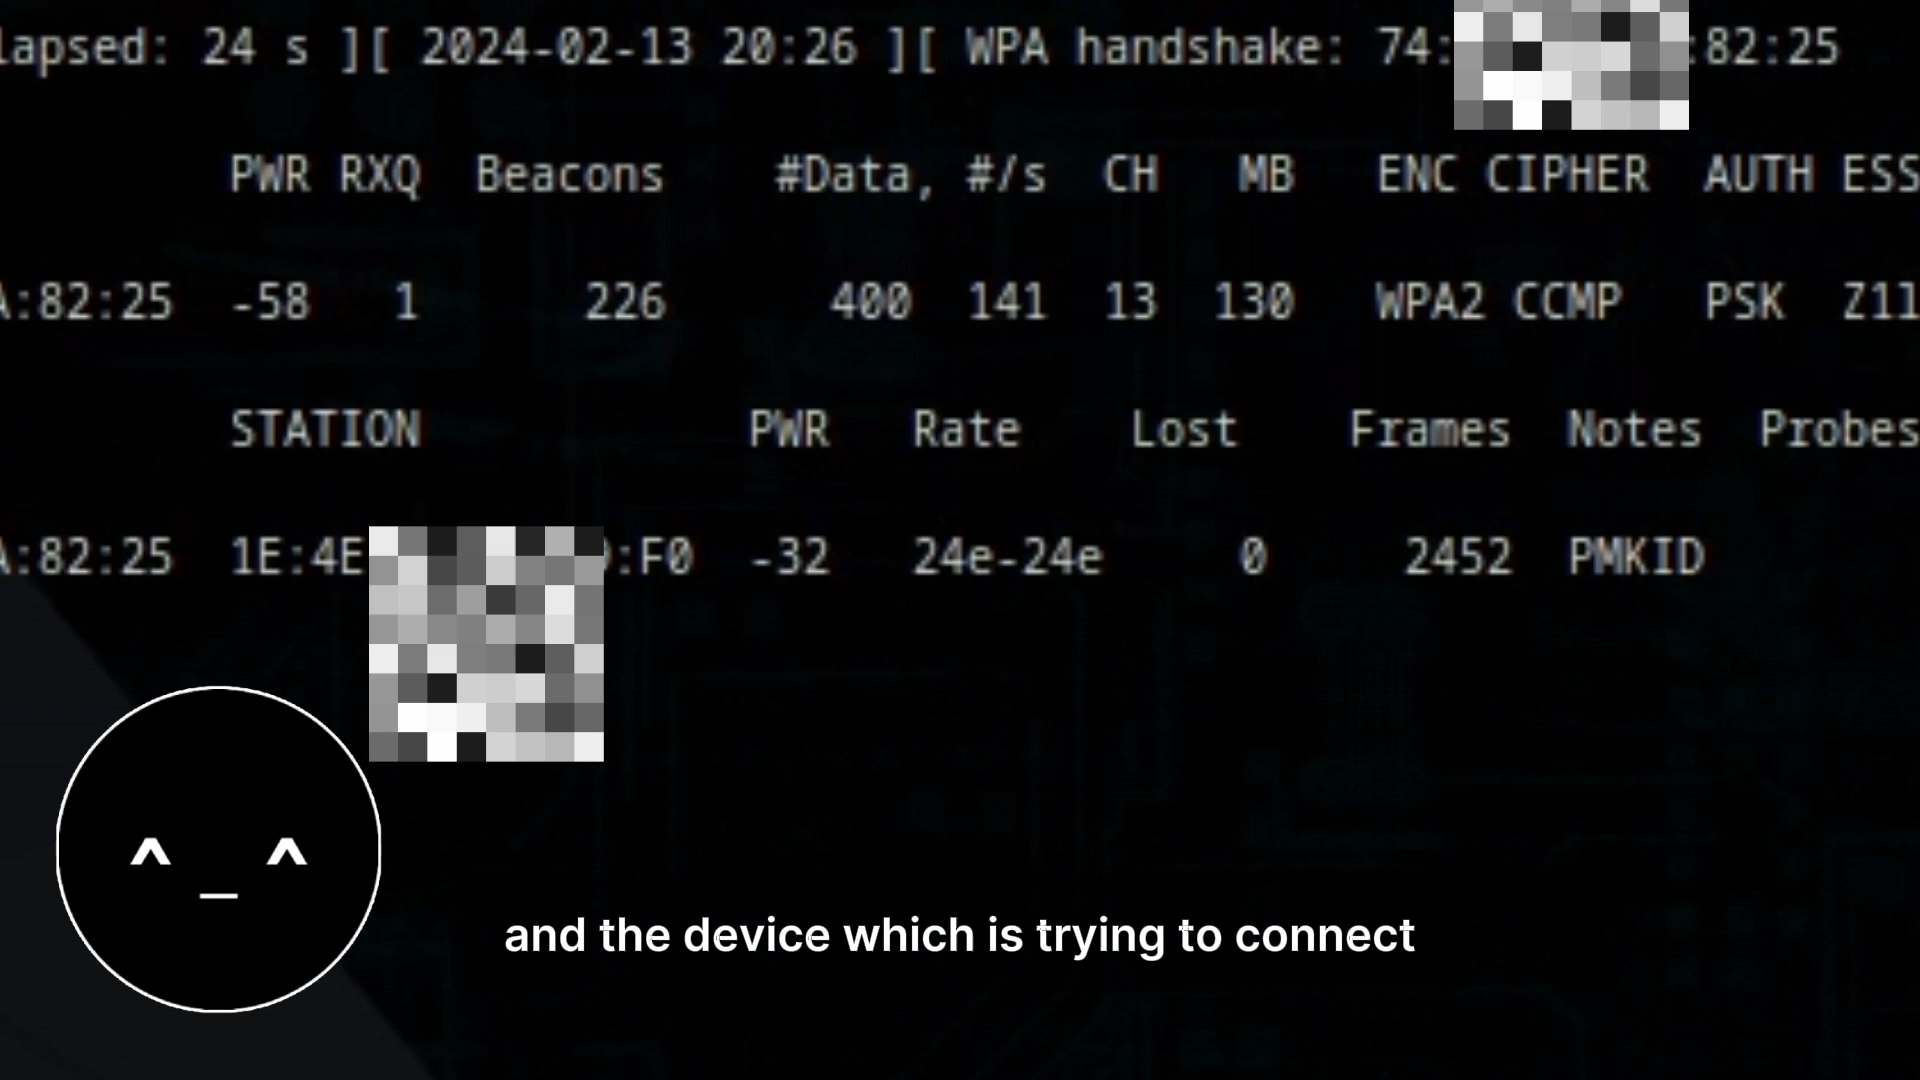 lapsed: 24 s ][ 2024-02-13 20:26 ][ WPA handshake: 74: :82:25
PWR RXQ Beacons #Data, #/s CH MB ENC CIPHER AUTH ESS
A:82:25 -58 1 226 400 141 13 130 WPA2 CCMP PSK Z11
STATION PWR Rate Lost Frames Notes Probes
A:82:25 1E:4E :F0 -32 24e-24e 0 2452 PMKID
^_^
and the device which is trying to connect